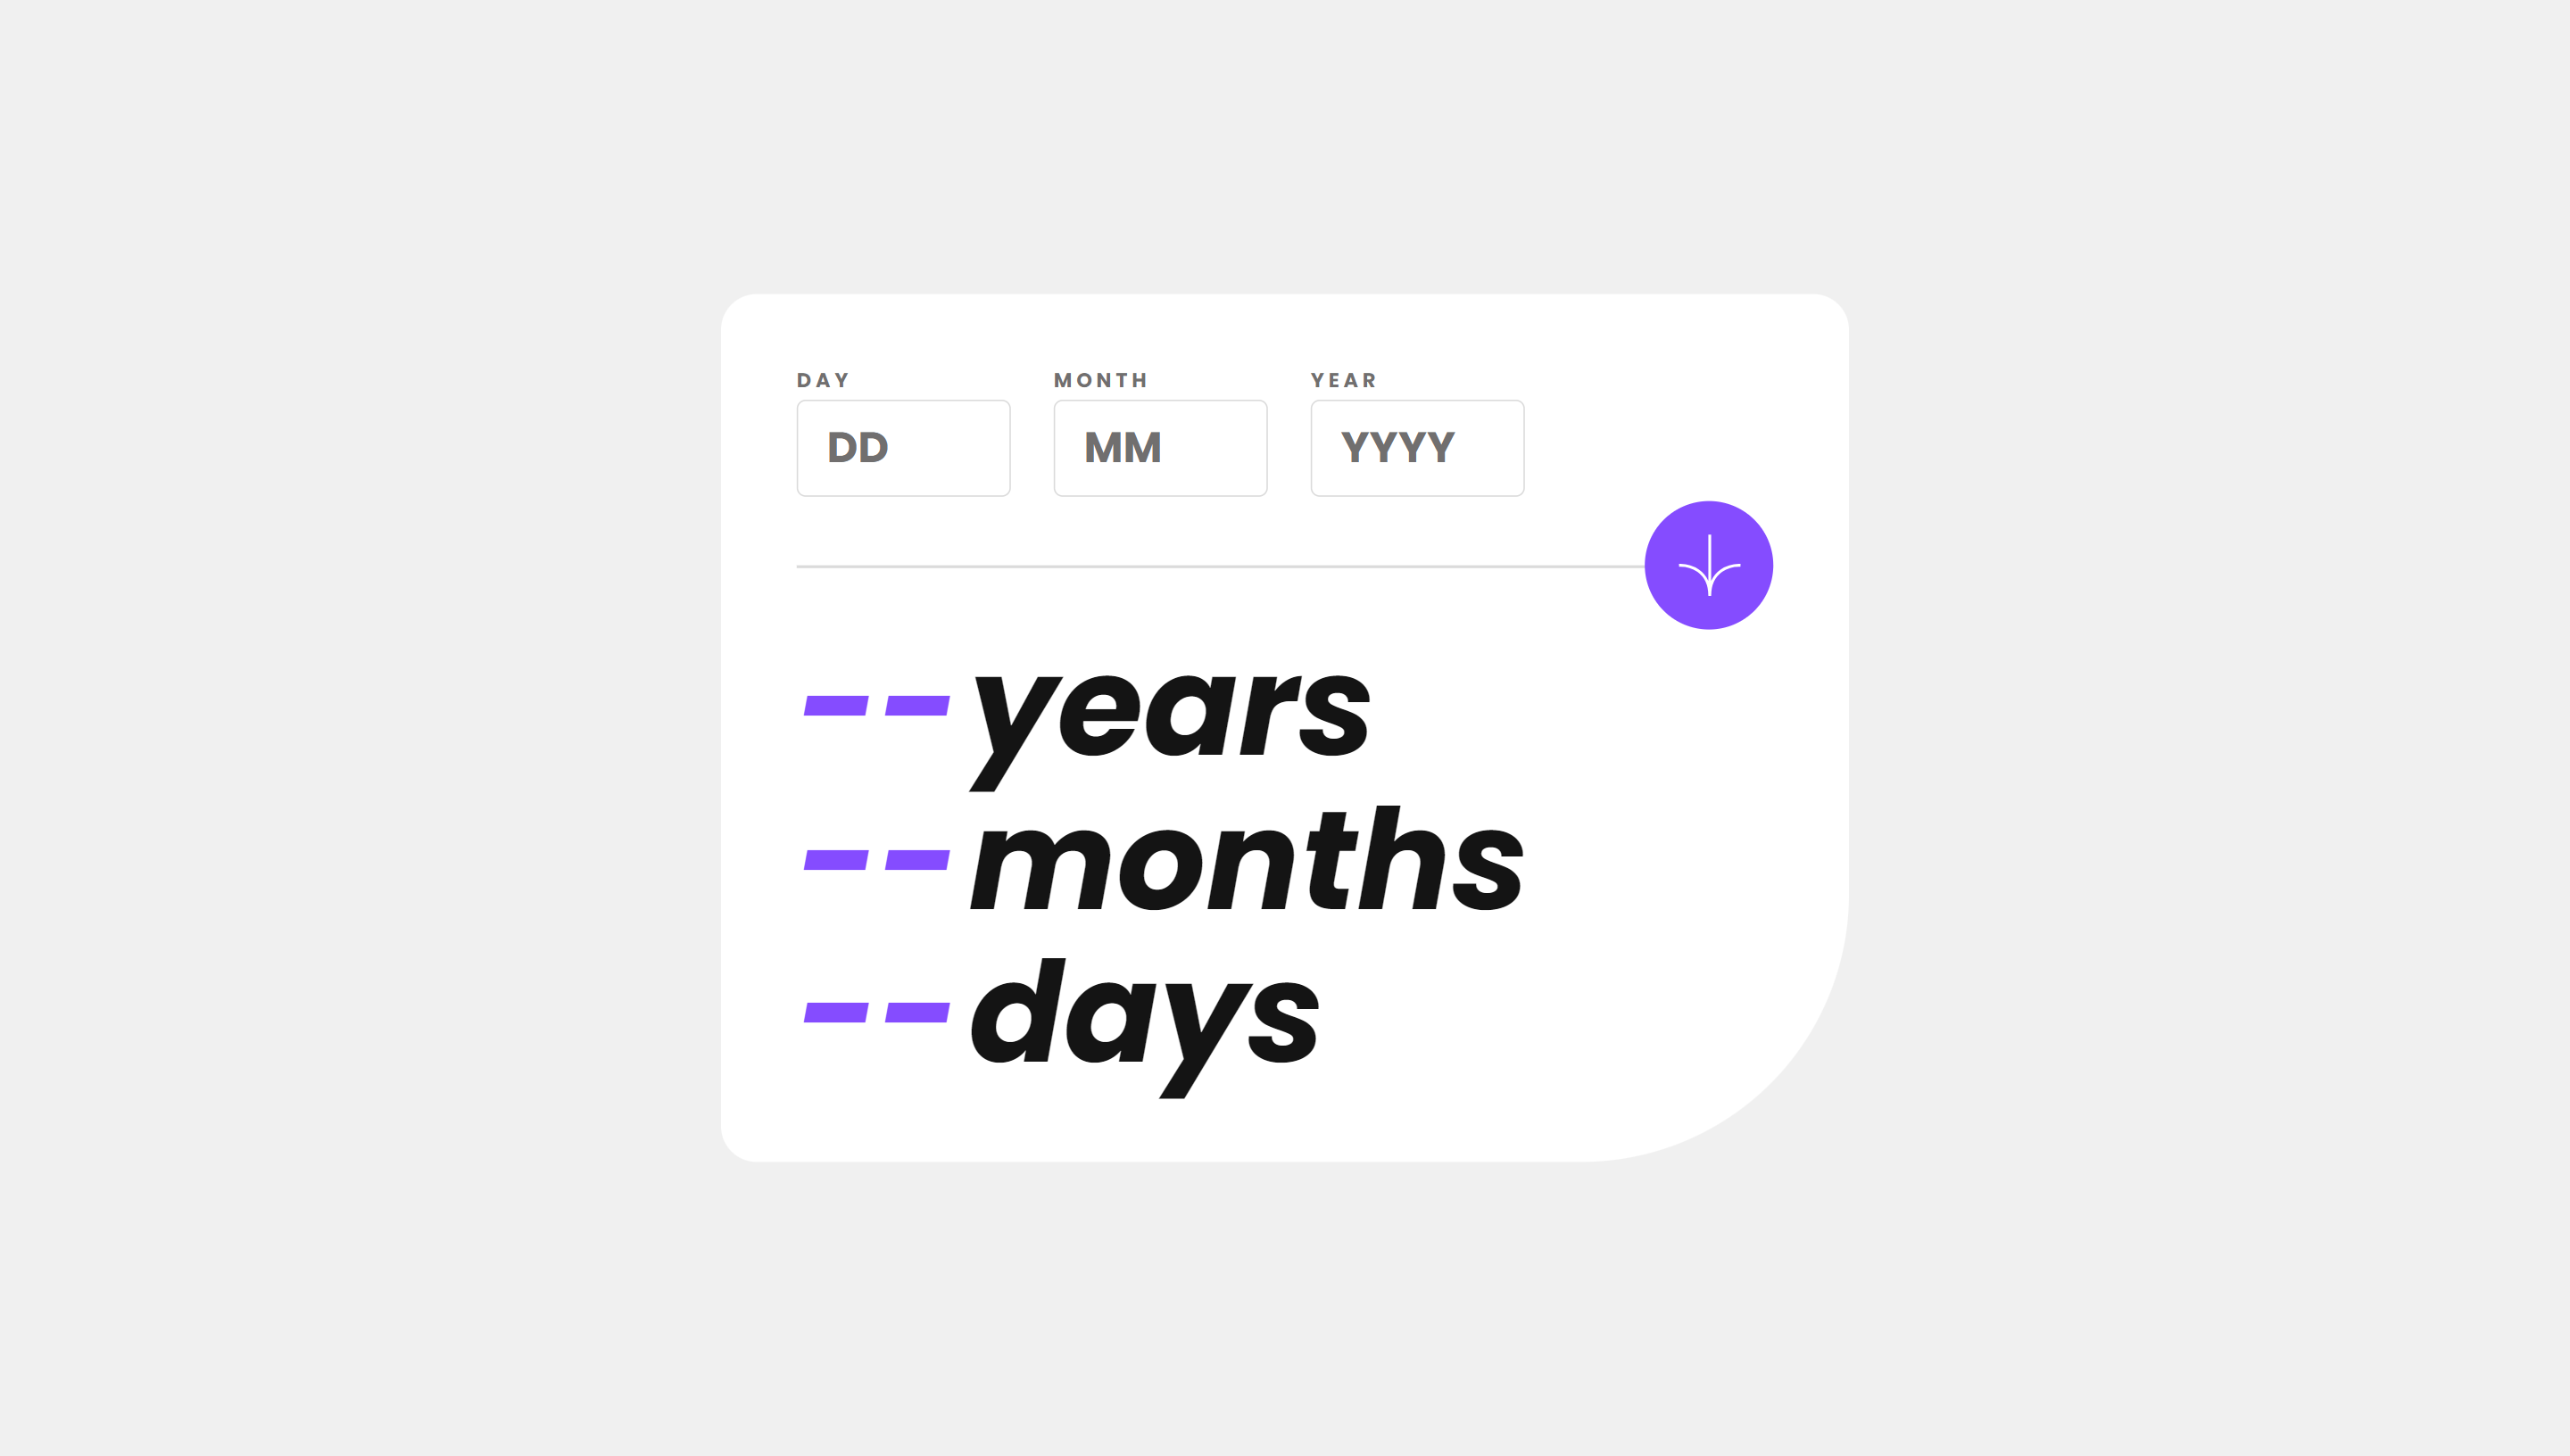 DAY MONTH YEAR
DD MM YYYY
--years
--months
--days